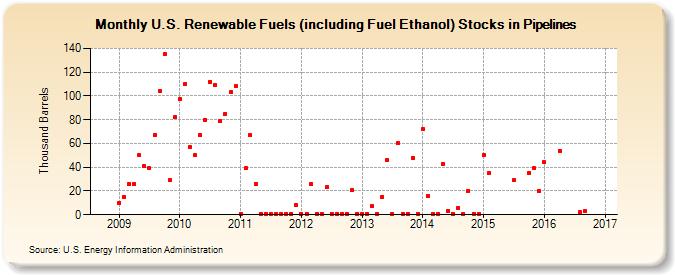 Monthly U.S. Renewable Fuels (including Fuel Ethanol) Stocks in Pipelines
Thousand Barrels
140
120
100
80
60
40
20
0
2009 2010 2011 2012 2013 2014 2015 2016 2017
Source: U.S. Energy Information Administration